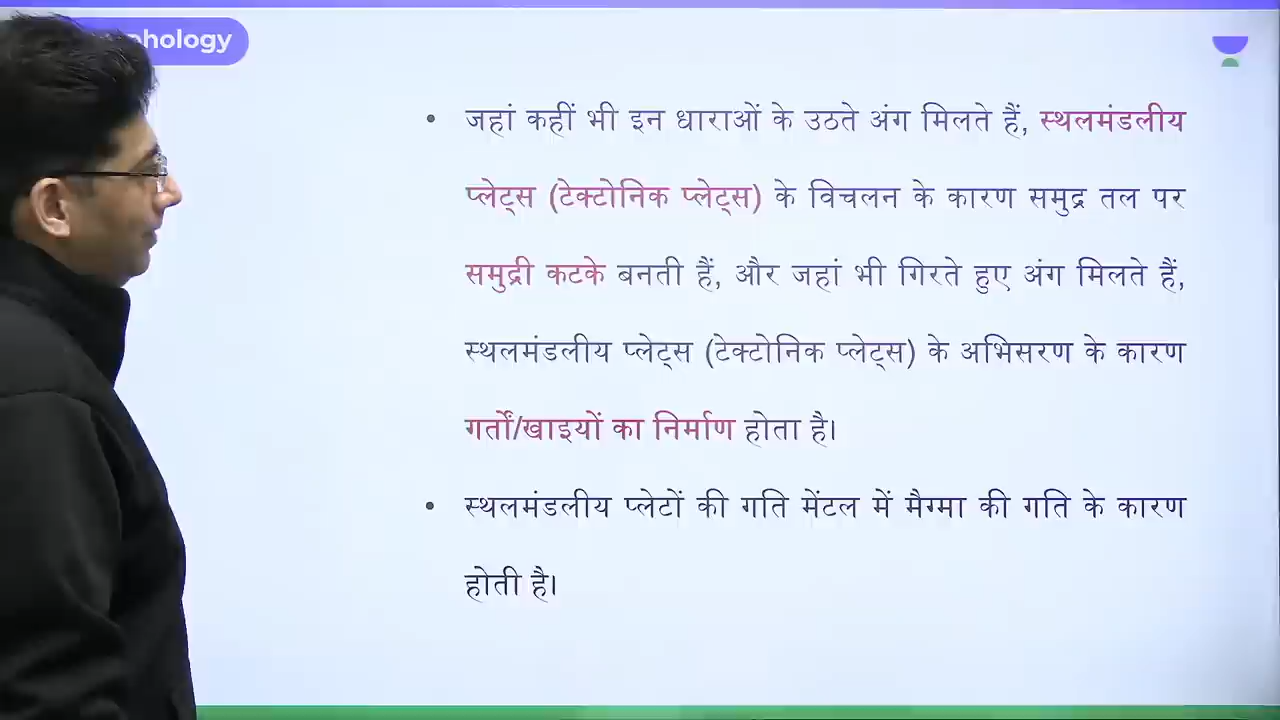 phology
जहां कहीं भी इन धाराओं के उठते अंग मिलते हैं, स्थलमंडलीय
प्लेट्स (टेक्टोनिक प्लेट्स) के विचलन के कारण समुद्र तल पर
समुद्री कटके बनती हैं, और जहां भी गिरते हुए अंग मिलते हैं,
स्थलमंडलीय प्लेट्स (टेक्टोनिक प्लेट्स) के अभिसरण के कारण
गर्तों/खाइयों का निर्माण होता है।
स्थलमंडलीय प्लेटों की गति मेंटल में मैग्मा की गति के कारण
होती है।